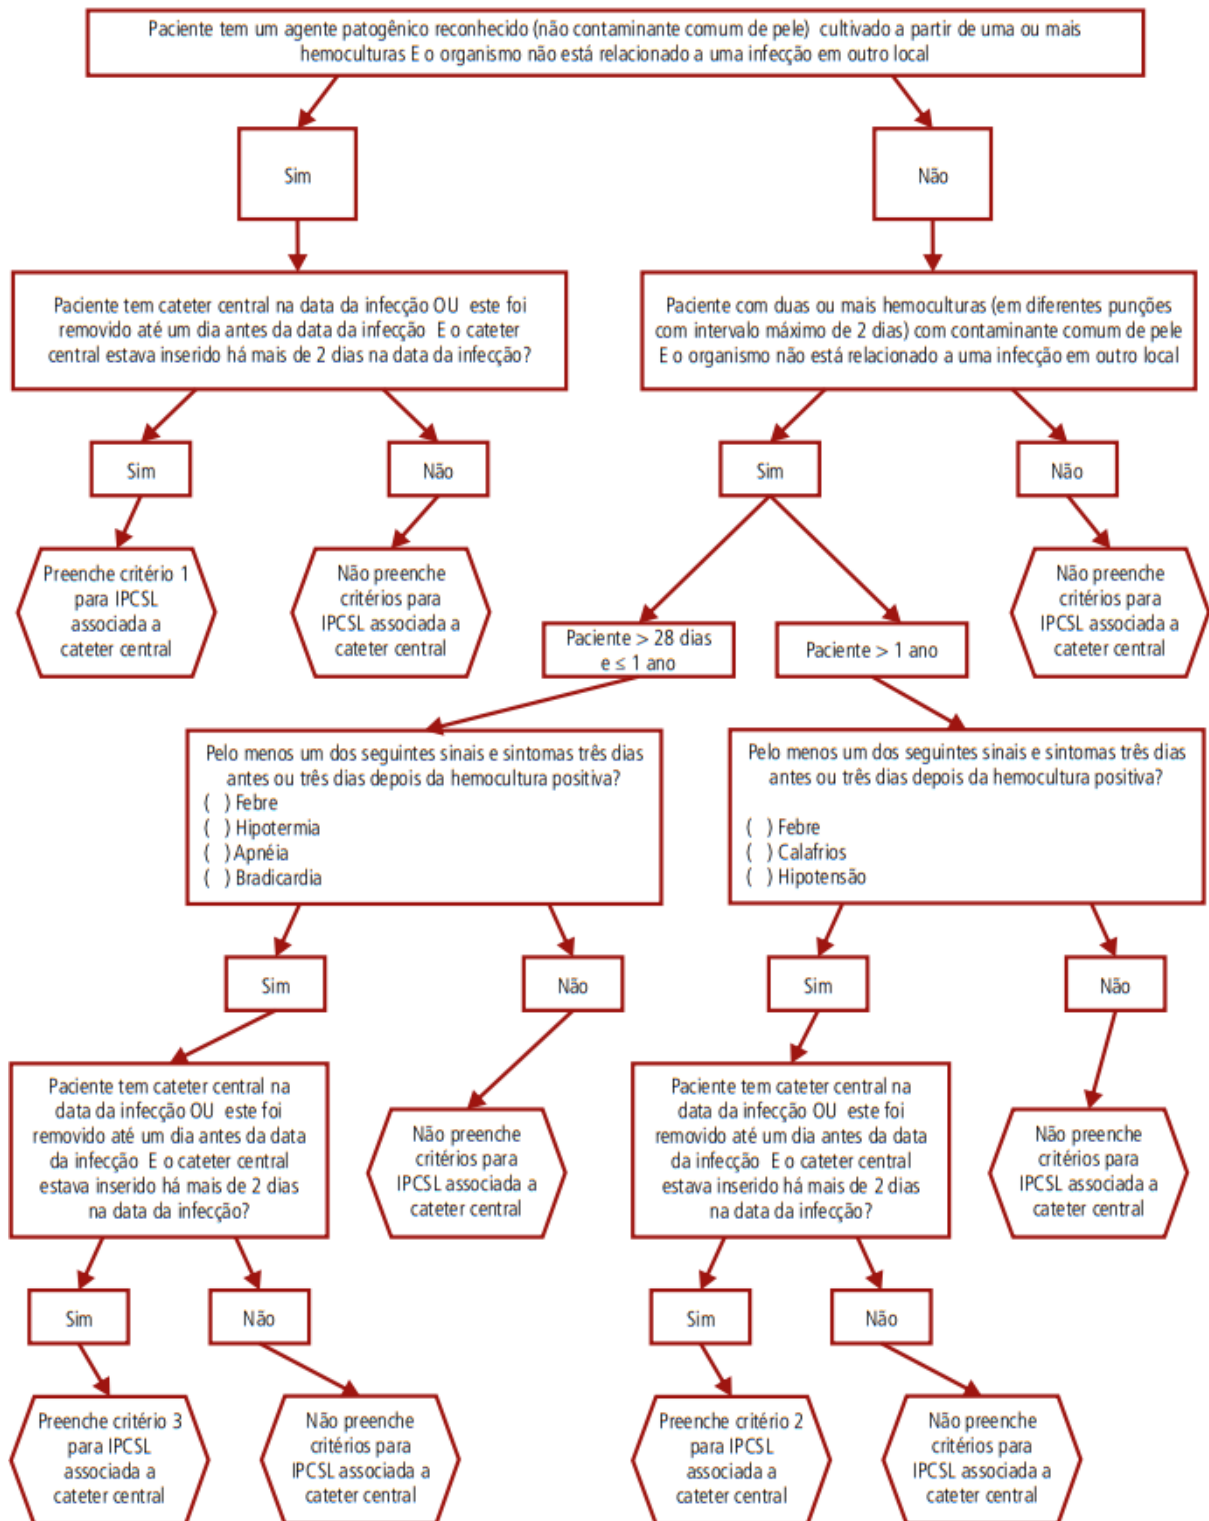 Paciente tem um agente patogênico reconhecido (não contaminante comum de pele) cultivado a partir de uma ou mais
hemoculturas E o organismo não está relacionado a uma infecção em outro local
Sim
Não
Paciente tem cateter central na data da infecção OU este foi
removido até um dia antes da data da infecção E o cateter
central estava inserido há mais de 2 dias na data da infecção?
Paciente com duas ou mais hemoculturas (em diferentes punções
com intervalo máximo de 2 dias) com contaminante comum de pele
E o organismo não está relacionado a uma infecção em outro local
Sim
Não
Sim
Não
Preenche critério 1
para IPCSL
associada a
cateter central
Não preenche
critérios para
IPCSL associada a
cateter central
Não preenche
critérios para
IPCSL associada a
cateter central
Paciente > 28 dias
e ≤ 1 ano
Paciente > 1 ano
Pelo menos um dos seguintes sinais e sintomas três dias
antes ou três dias depois da hemocultura positiva?
( ) Febre
( ) Hipotermia
( ) Apnéia
( ) Bradicardia
Pelo menos um dos seguintes sinais e sintomas três dias
antes ou três dias depois da hemocultura positiva?
( ) Febre
( ) Calafrios
( ) Hipotensão
Sim
Não
Sim
Não
Paciente tem cateter central na
data da infecção OU este foi
removido até um dia antes da data
da infecção E o cateter central
estava inserido há mais de 2 dias
na data da infecção?
Não preenche
critérios para
IPCSL associada a
cateter central
Paciente tem cateter central na
data da infecção OU este foi
removido até um dia antes da data
da infecção E o cateter central
estava inserido há mais de 2 dias
na data da infecção?
Não preenche
critérios para
IPCSL associada a
cateter central
Sim
Não
Sim
Não
Preenche critério 3
para IPCSL
associada a
cateter central
Não preenche
critérios para
IPCSL associada a
cateter central
Preenche critério 2
para IPCSL
associada a
cateter central
Não preenche
critérios para
IPCSL associada a
cateter central